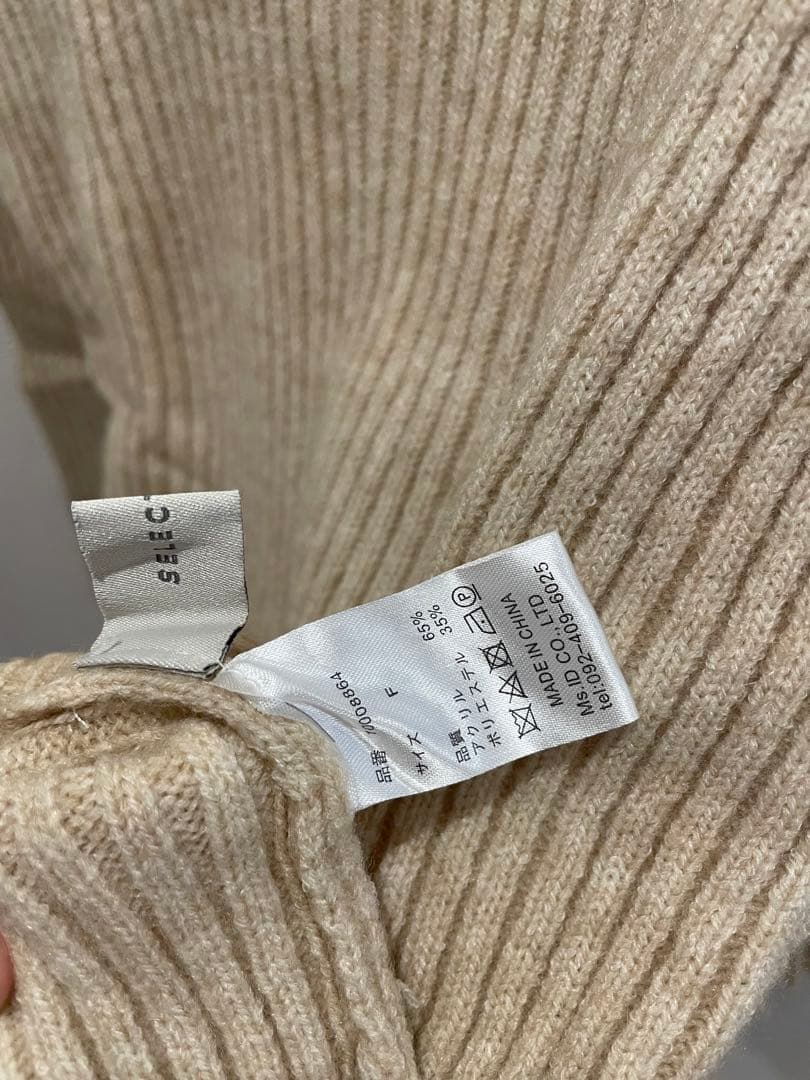 SELEC
品番 7008864
サイズ F
品質
アクリル 65%
ポリエステル 35%
P
MADE IN CHINA
Ms.ID CO.,LTD
tel:092-409-6025